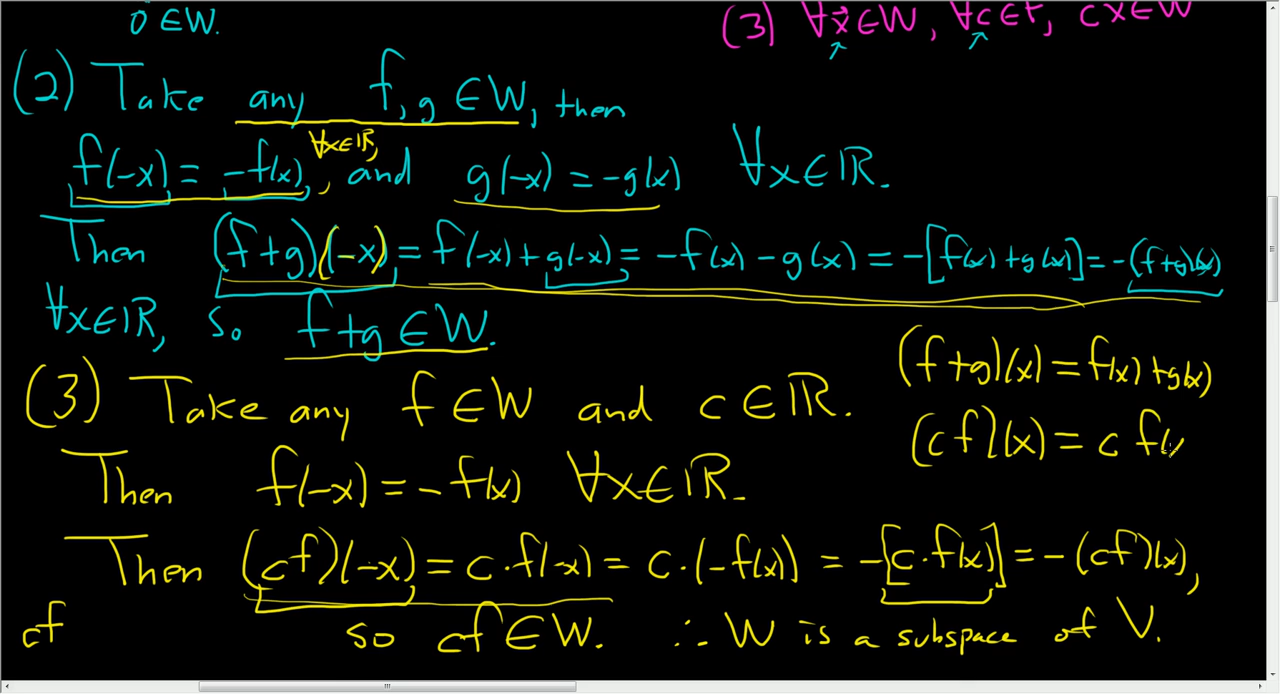 0⃗ ∈ W.
(3) ∀x⃗ ∈ W, ∀c ∈ F, cx ∈ W
(2) Take any f, g ∈ W, then
f(-x) = -f(x), ∀x∈ℝ, and g(-x) = -g(x) ∀x∈ℝ.
Then (f+g)(-x) = f(-x) + g(-x) = -f(x) - g(x) = -[f(x) + g(x)] = -(f+g)(x)
∀x∈ℝ, so f+g ∈ W.
(f+g)(x) = f(x) + g(x)
(3) Take any f ∈ W and c ∈ ℝ.
(cf)(x) = c f(
Then f(-x) = -f(x) ∀x∈ℝ.
Then (cf)(-x) = c·f(-x) = c·(-f(x)) = -[c·f(x)] = -(cf)(x),
cf so cf ∈ W. ∴ W is a subspace of V.